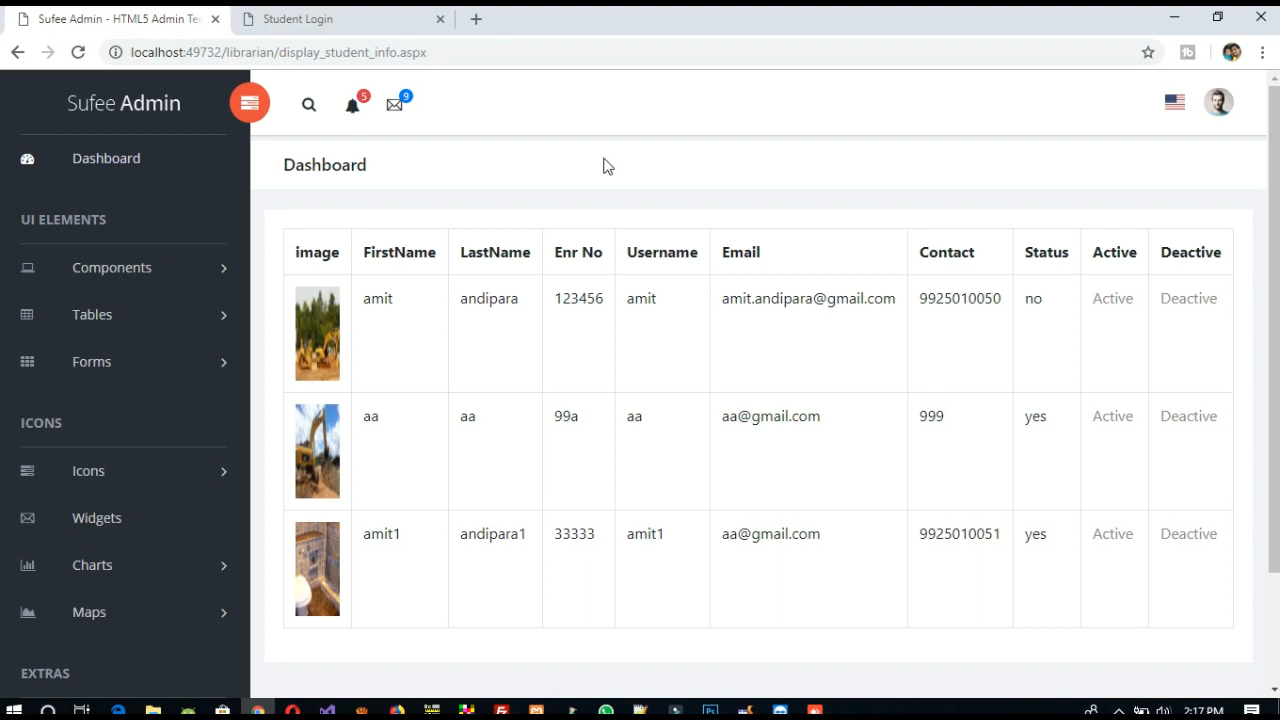 Sufee Admin - HTML5 Admin Te
Student Login
localhost:49732/librarian/display_student_info.aspx
Sufee Admin
5
9
Dashboard
Dashboard
UI ELEMENTS
Components
Tables
Forms
ICONS
Icons
Widgets
Charts
Maps
EXTRAS
image FirstName LastName Enr No Username Email Contact Status Active Deactive
amit andipara 123456 amit amit.andipara@gmail.com 9925010050 no Active Deactive
aa aa 99a aa aa@gmail.com 999 yes Active Deactive
amit1 andipara1 33333 amit1 aa@gmail.com 9925010051 yes Active Deactive
2:17 PM